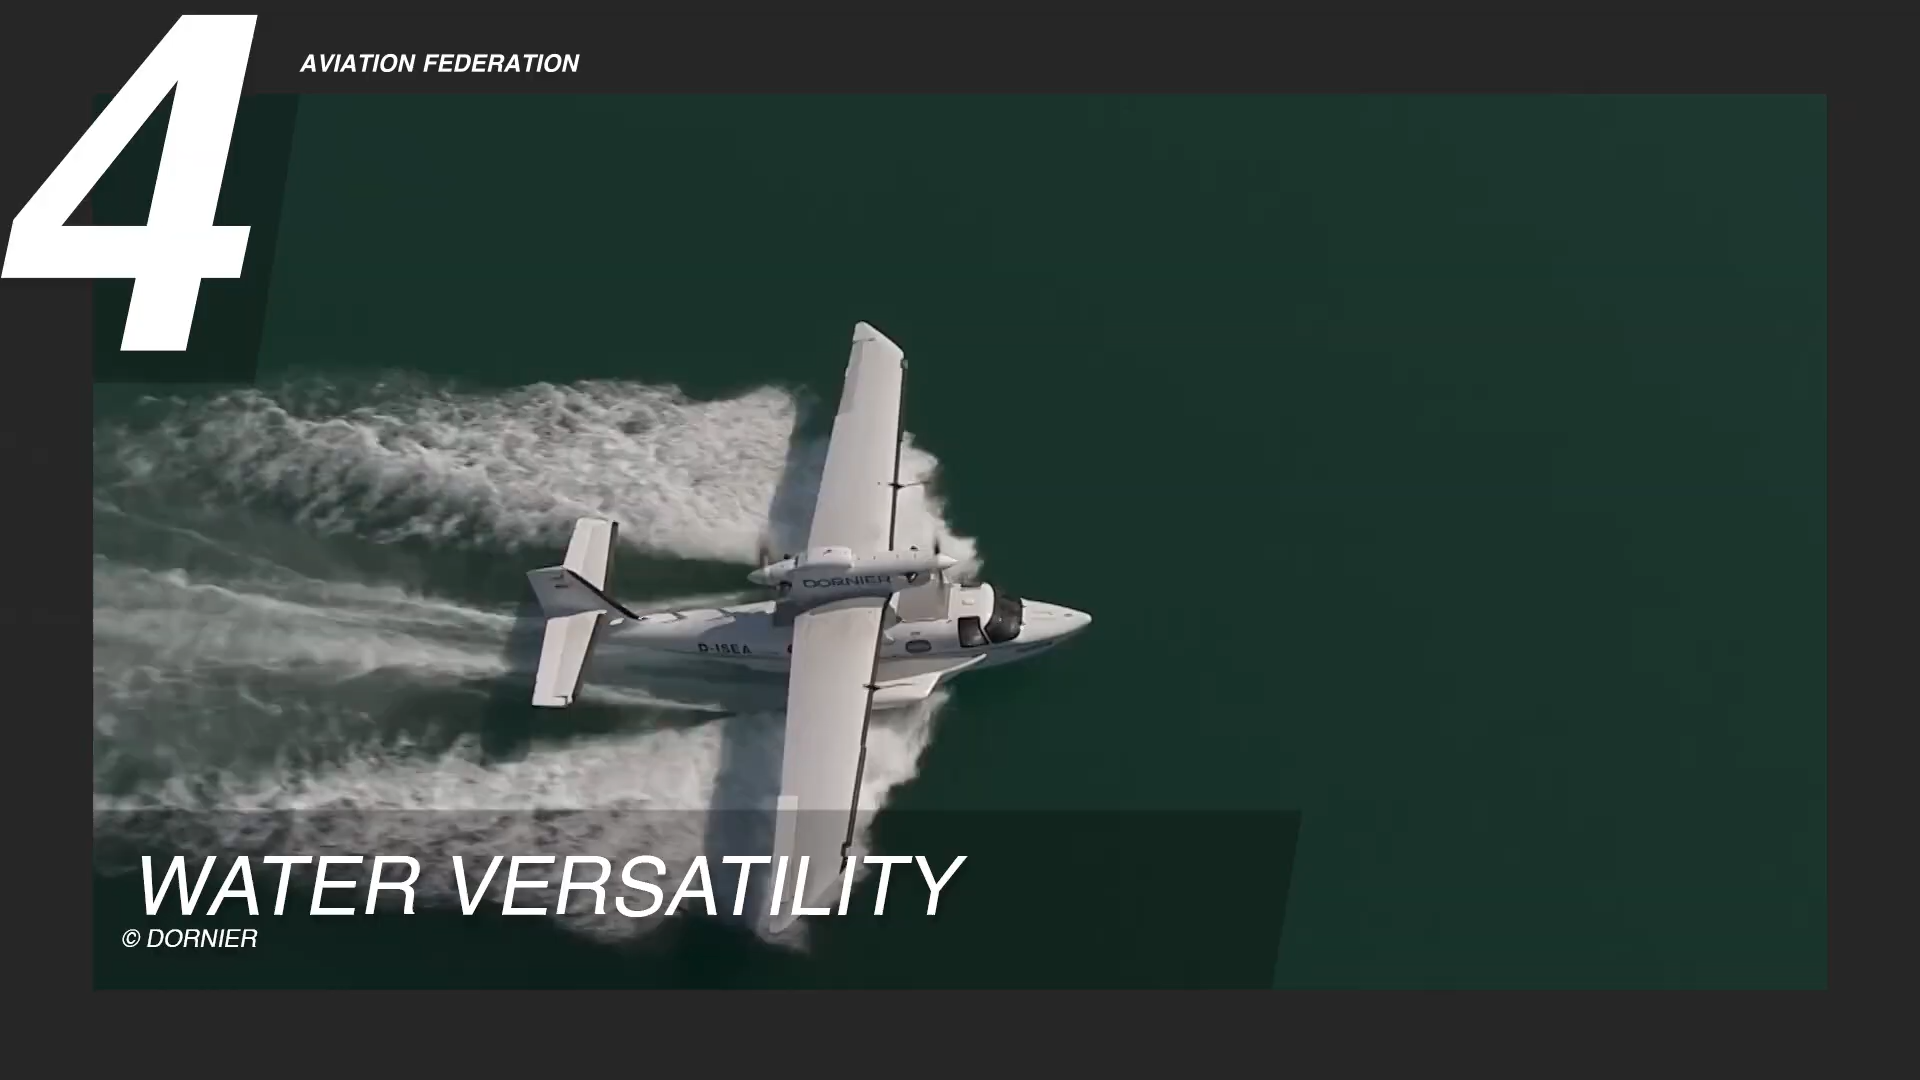 4
AVIATION FEDERATION
DORNIER
D-ISEA
WATER VERSATILITY
© DORNIER